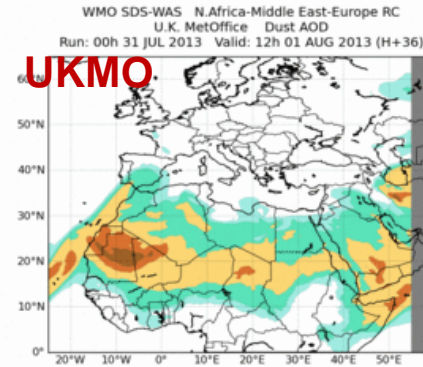 WMO SDS-WAS N.Africa-Middle East-Europe RC
U.K. MetOffice Dust AOD
Run: 00h 31 JUL 2013 Valid: 12h 01 AUG 2013 (H+36)
UKMO
60°N
50°N
40°N
30°N
20°N
10°N
0°
20°W 10°W 0° 10°E 20°E 30°E 40°E 50°E